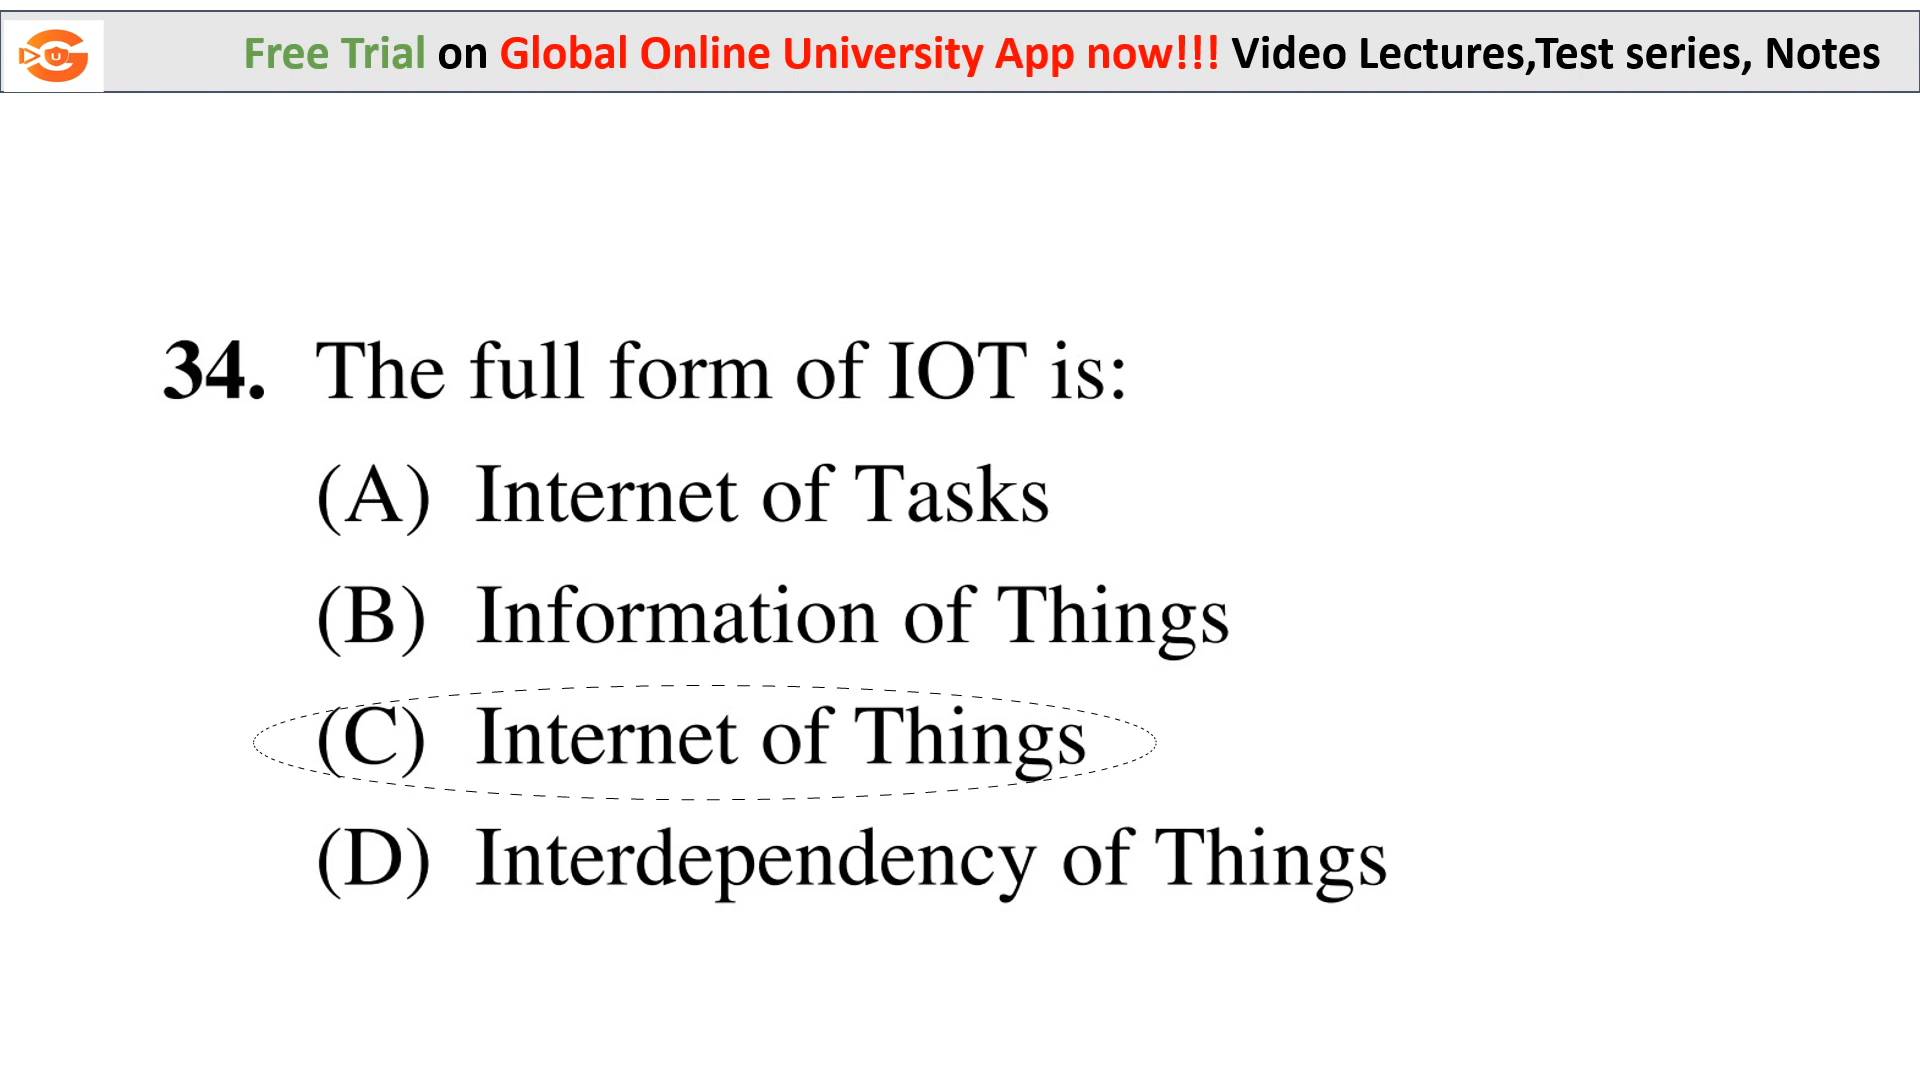 Free Trial on Global Online University App now!!! Video Lectures,Test series, Notes
U
34. The full form of IOT is:
(A) Internet of Tasks
(B) Information of Things
(C) Internet of Things
(D) Interdependency of Things